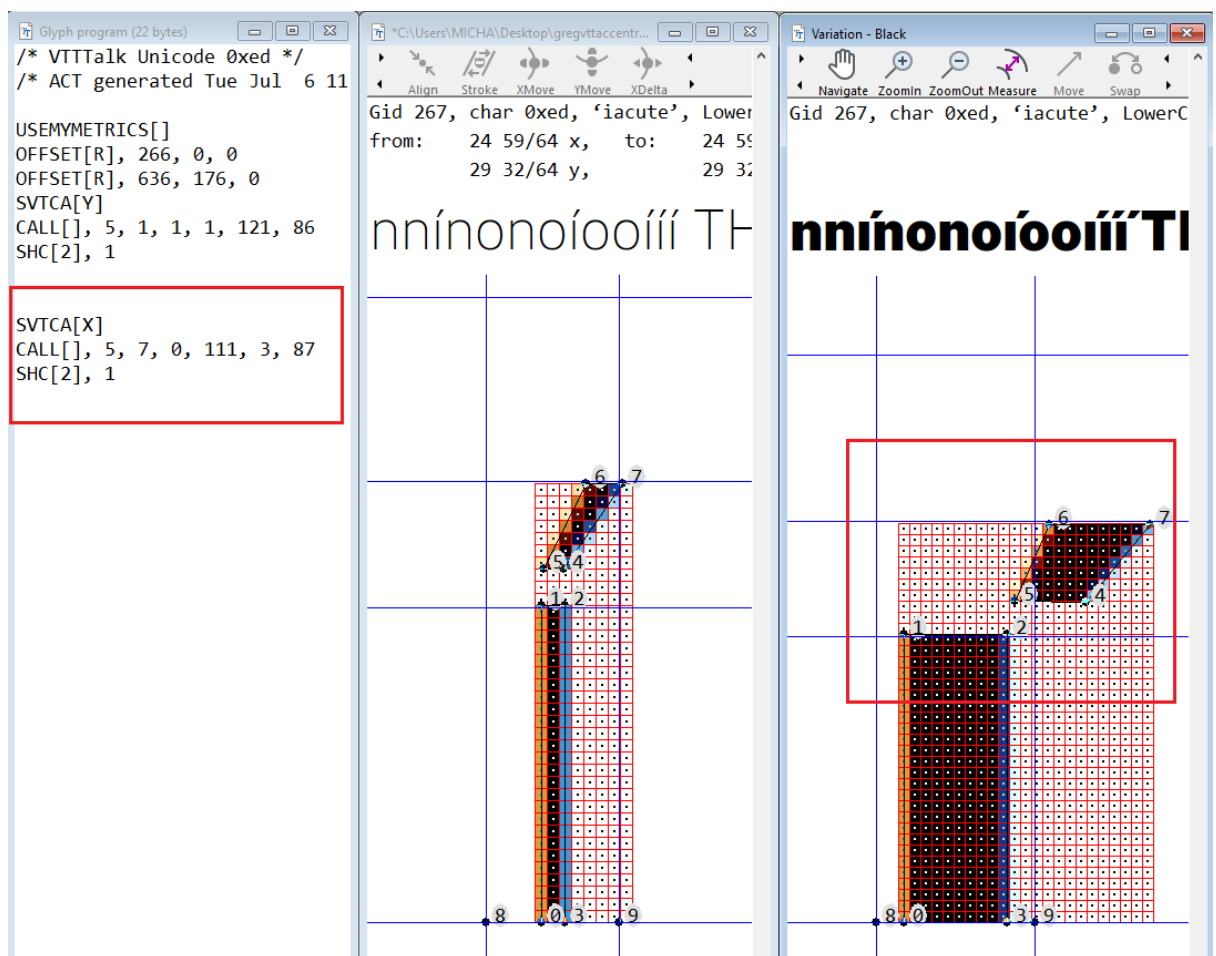 Glyph program (22 bytes)
/* VTTTalk Unicode 0xed */
/* ACT generated Tue Jul 6 11
USEMYMETRICS[]
OFFSET[R], 266, 0, 0
OFFSET[R], 636, 176, 0
SVTCA[Y]
CALL[], 5, 1, 1, 1, 121, 86
SHC[2], 1
SVTCA[X]
CALL[], 5, 7, 0, 111, 3, 87
SHC[2], 1
*C:\Users\MICHA\Desktop\gregvttaccentr...
Align Stroke XMove YMove XDelta
Gid 267, char 0xed, ‘iacute’, Lower
from: 24 59/64 x, to: 24 59
29 32/64 y, 29 32
nnínonoíooííí TH
6 7
5 4
1 2
8 0 3 9
Variation - Black
Navigate ZoomIn ZoomOut Measure Move Swap
Gid 267, char 0xed, ‘iacute’, LowerC
nnínonoíooıíí´Tl
6 7
5 4
1 2
8 0 3 9